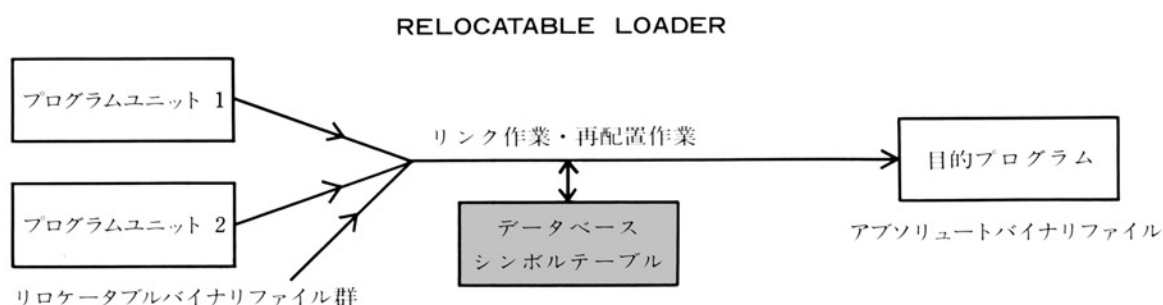 RELOCATABLE LOADER
プログラムユニット 1
リンク作業・再配置作業
目的プログラム
プログラムユニット 2
データベース
シンボルテーブル
アブソリュートバイナリファイル
リロケータブルバイナリファイル群